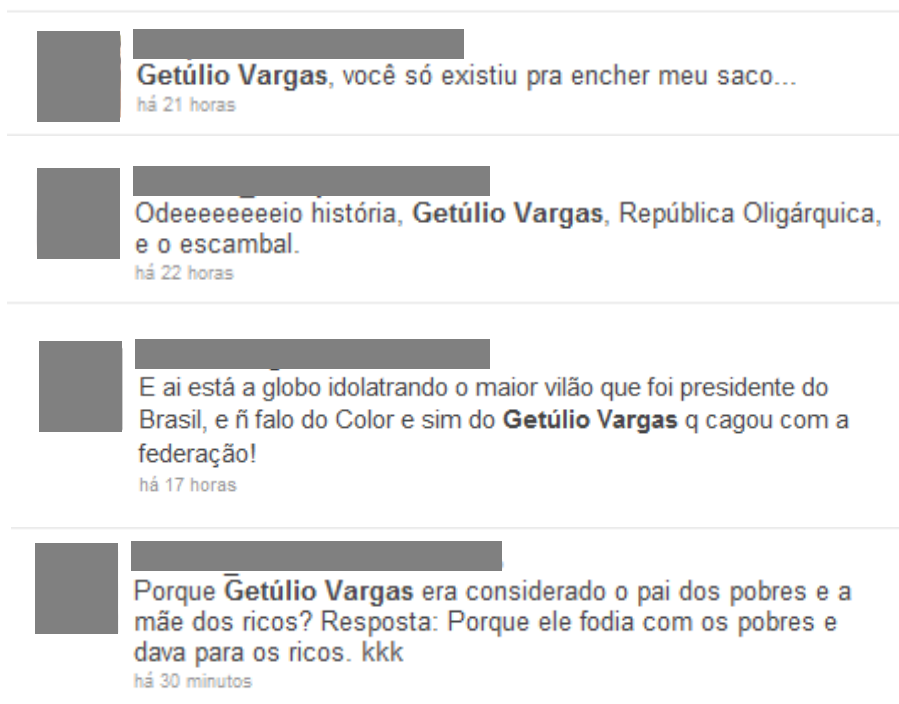 Getúlio Vargas, você só existiu pra encher meu saco...
há 21 horas
Odeeeeeeeeio história, Getúlio Vargas, República Oligárquica,
e o escambal.
há 22 horas
E ai está a globo idolatrando o maior vilão que foi presidente do
Brasil, e ñ falo do Color e sim do Getúlio Vargas q cagou com a
federação!
há 17 horas
Porque Getúlio Vargas era considerado o pai dos pobres e a
mãe dos ricos? Resposta: Porque ele fodia com os pobres e
dava para os ricos. kkk
há 30 minutos